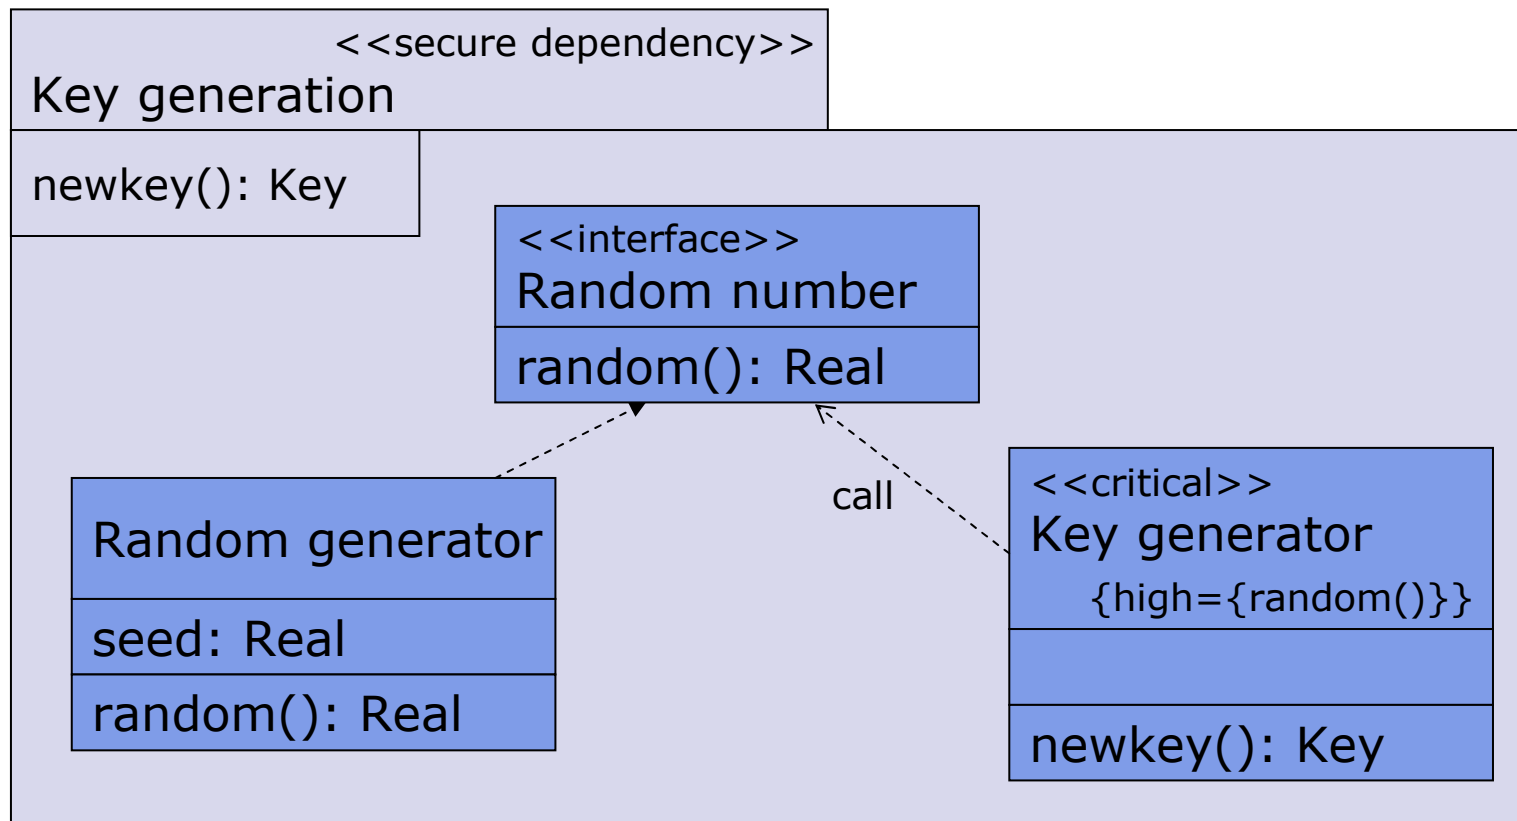 <<secure dependency>>
Key generation
newkey(): Key
<<interface>>
Random number
random(): Real
call
Random generator
seed: Real
random(): Real
<<critical>>
Key generator
{high={random()}}
newkey(): Key